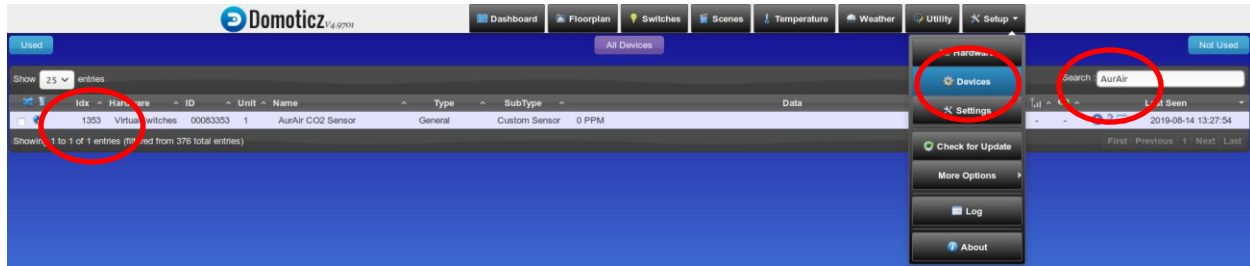 Domoticz V4.9701 Dashboard Floorplan Switches Scenes Temperature Weather Utility Setup
Used All Devices Hardware Not Used
Show 25 entries Devices Search : AurAir
Idx Hardware ID Unit Name Type SubType Data Last Seen
Settings
1353 Virtual Switches 00083353 1 AurAir CO2 Sensor General Custom Sensor 0 PPM - - 2019-08-14 13:27:54
Showing 1 to 1 of 1 entries (filtered from 376 total entries) First Previous 1 Next Last
Check for Update
More Options
Log
About